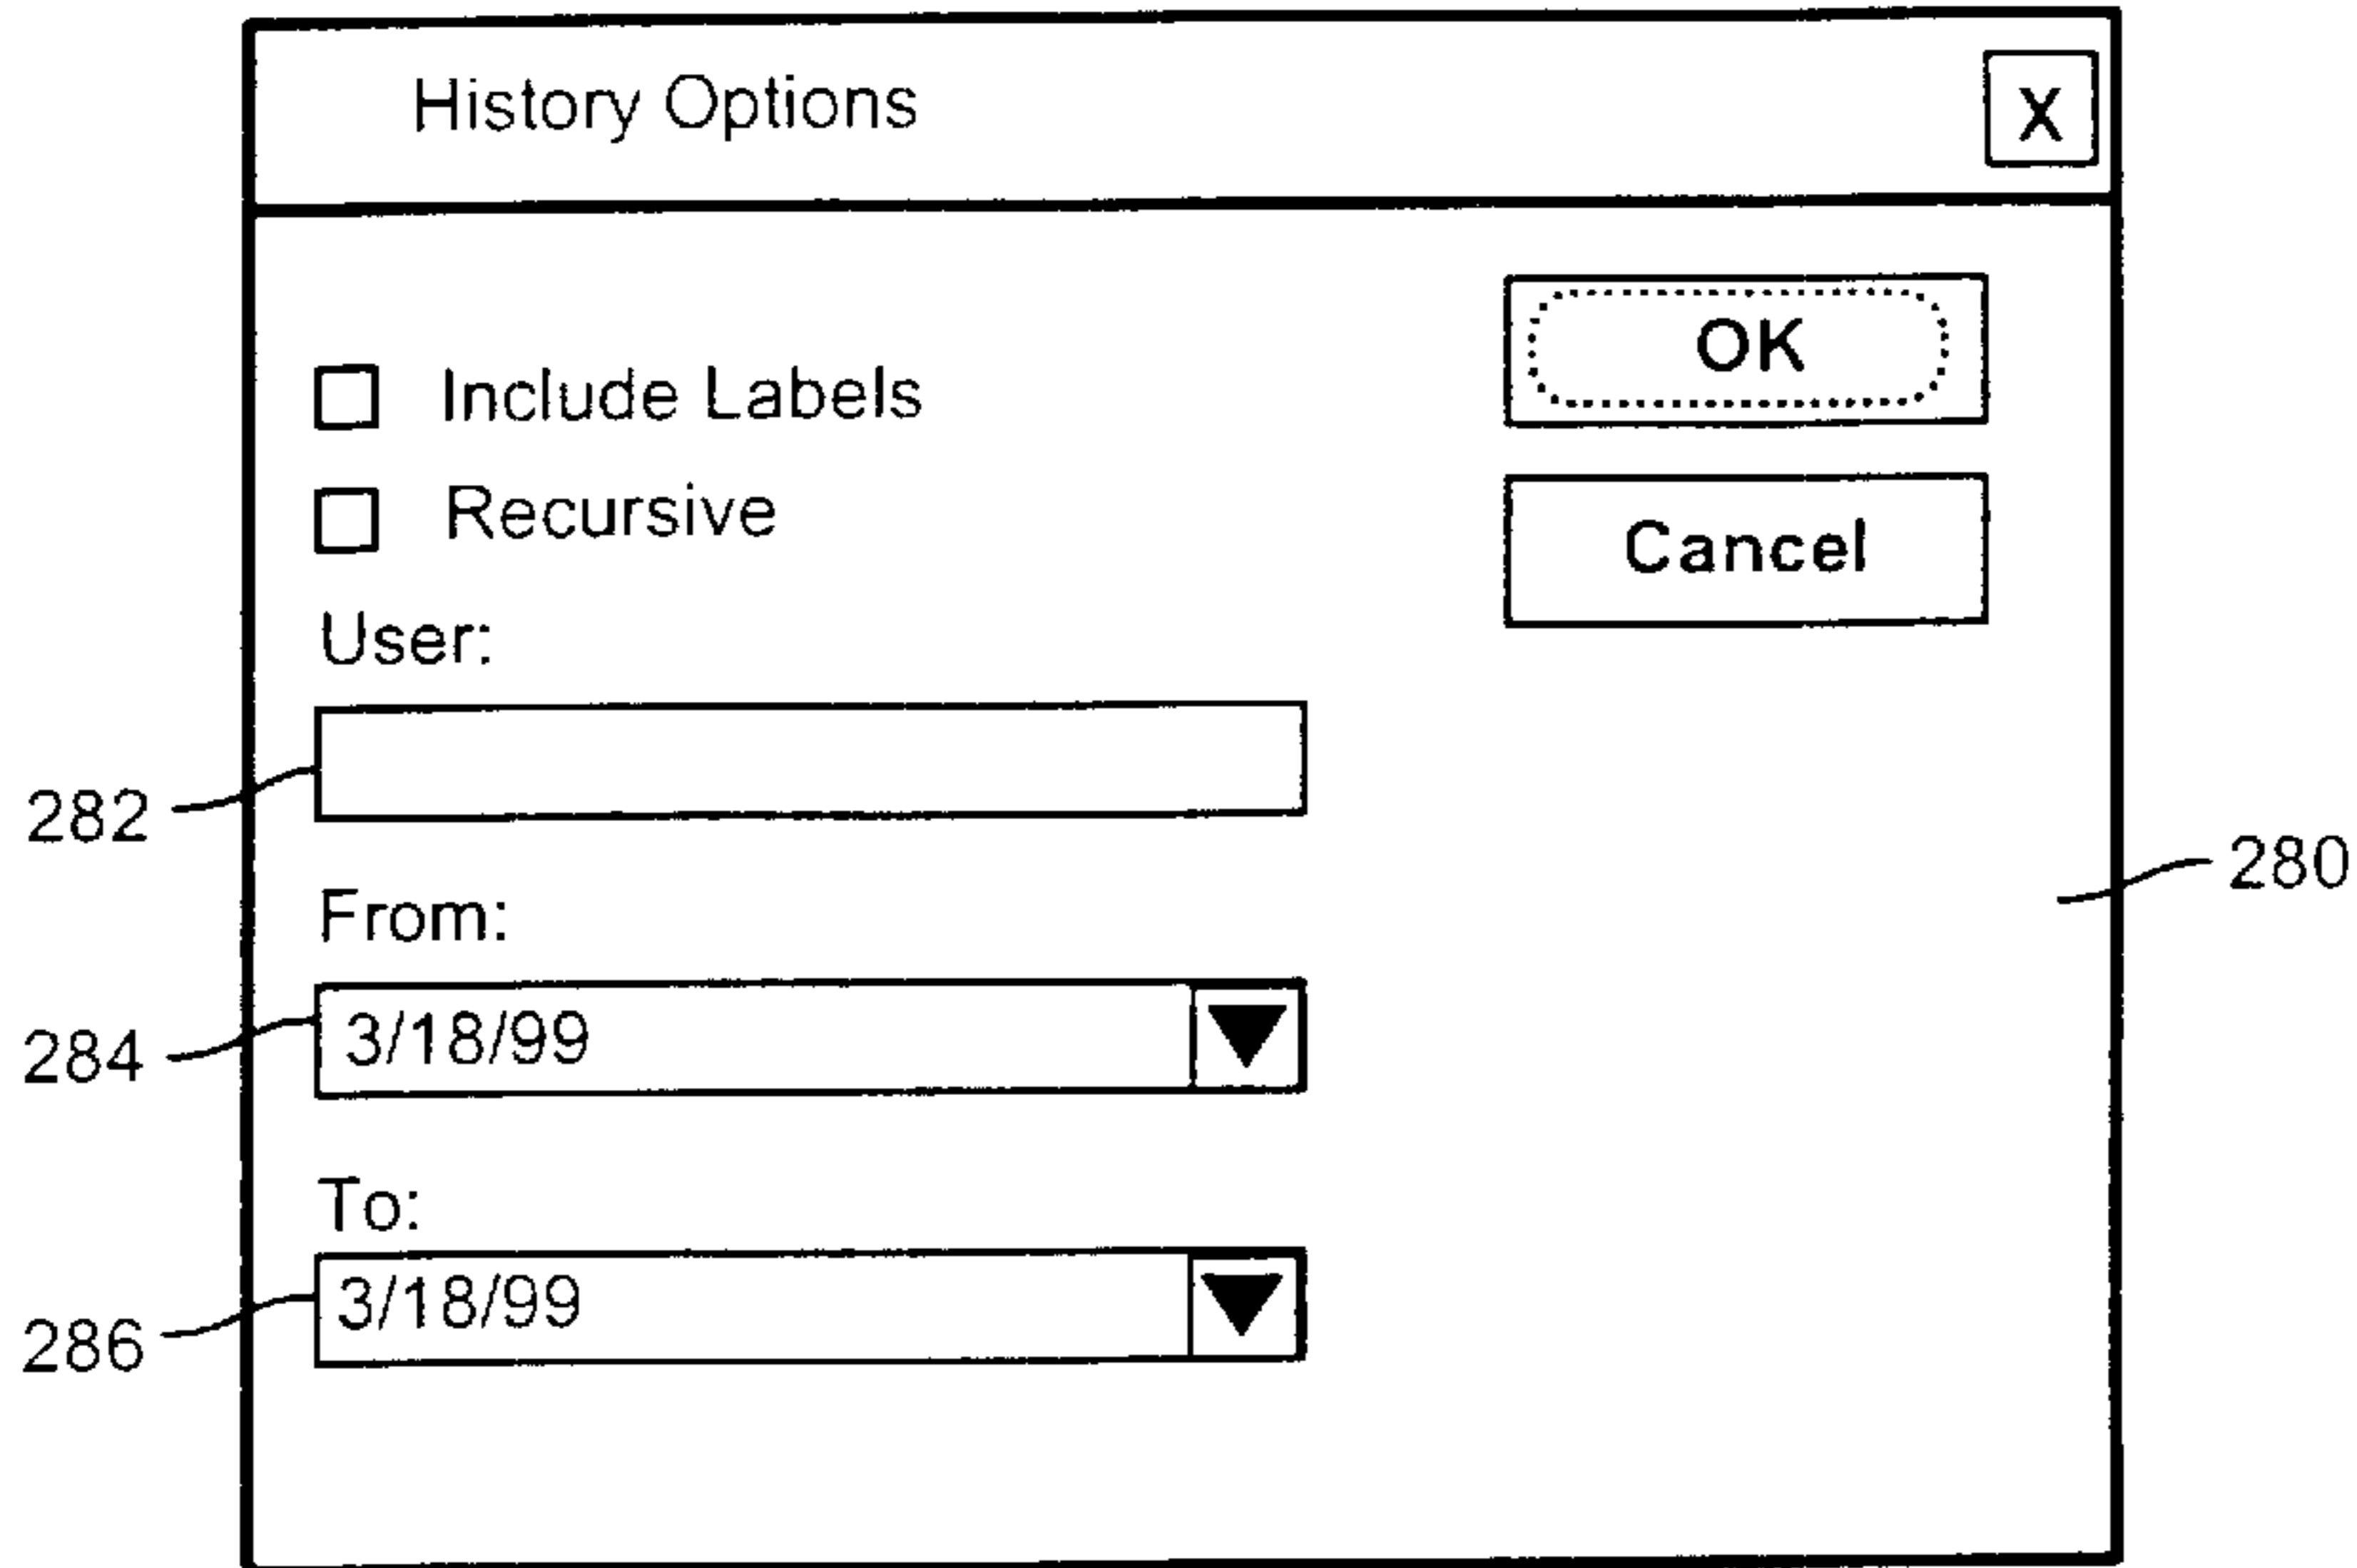 History Options
X
OK
Include Labels
Recursive
Cancel
User:
282
280
From:
284
3/18/99
To:
286
3/18/99